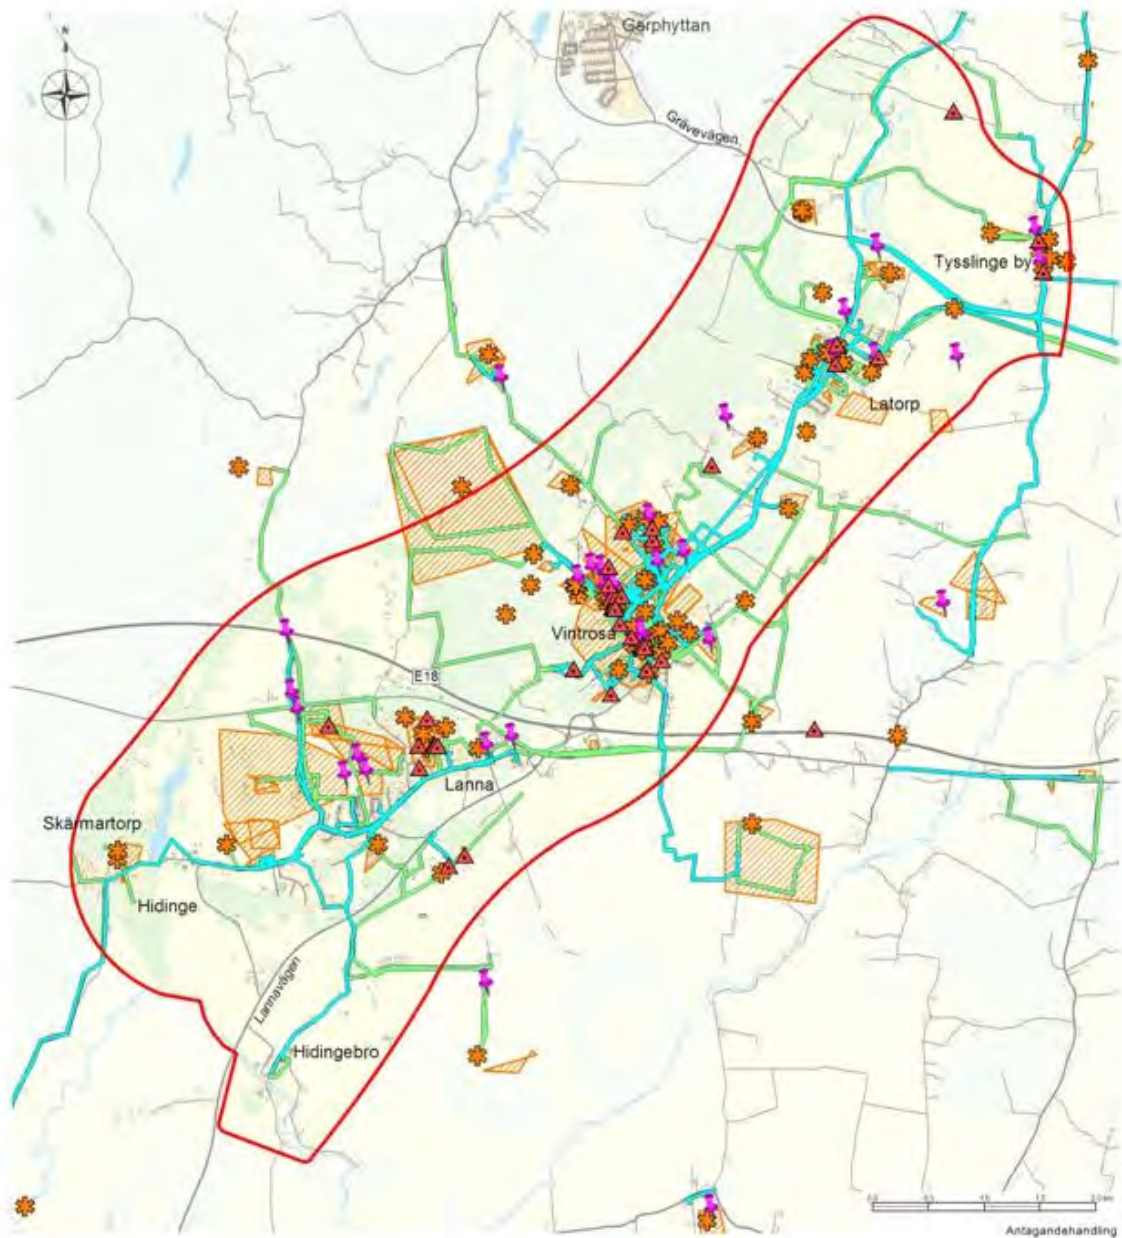 Garphyttan
N
Grävevägen
Tysslinge by
Latorp
Vintrosa
E18
Lanna
Skärmartorp
Hidinge
Lannavägen
Hidingebro
Antagandehandling